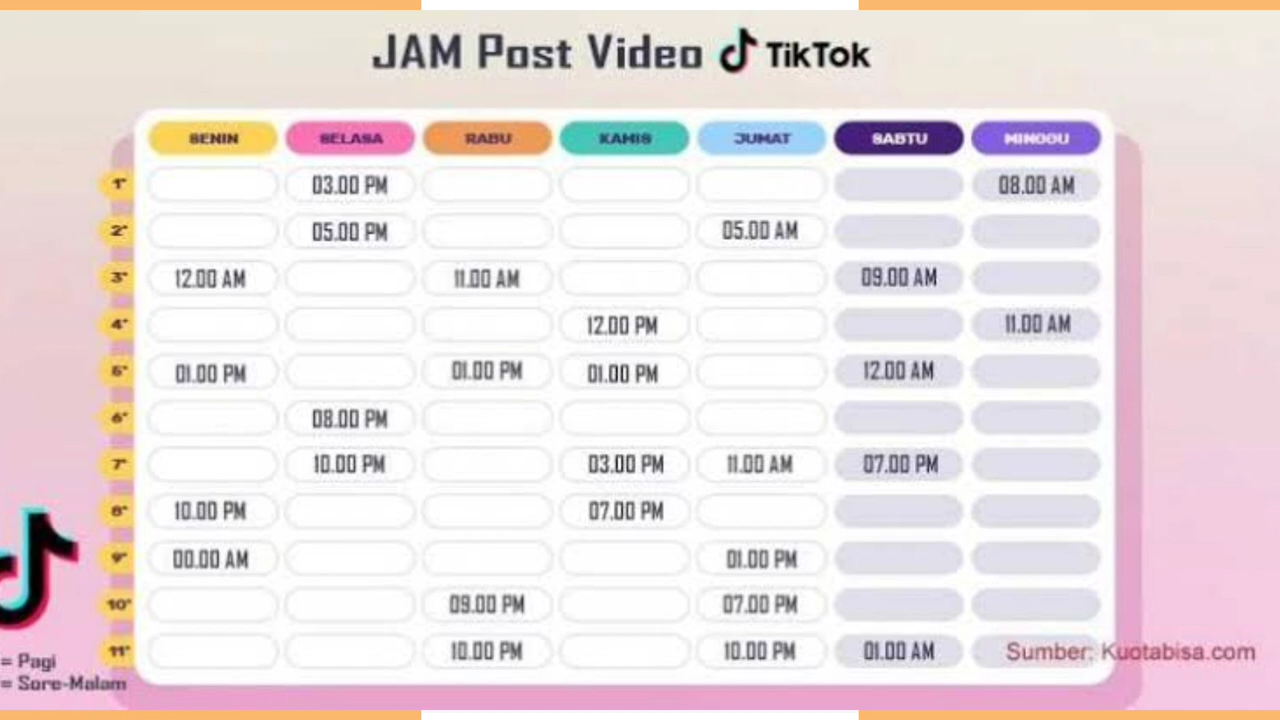 JAM Post Video TikTok
SENIN SELASA RABU KAMIS JUMAT SABTU MINGGU
1" 03.00 PM 08.00 AM
2" 05.00 PM 05.00 AM
3" 12.00 AM 11.00 AM 09.00 AM
4" 12.00 PM 11.00 AM
5" 01.00 PM 01.00 PM 01.00 PM 12.00 AM
6" 08.00 PM
7" 10.00 PM 03.00 PM 11.00 AM 07.00 PM
8" 10.00 PM 07.00 PM
9" 00.00 AM 01.00 PM
10" 09.00 PM 07.00 PM
11" 10.00 PM 10.00 PM 01.00 AM
Sumber: Kuotabisa.com
= Pagi
= Sore-Malam